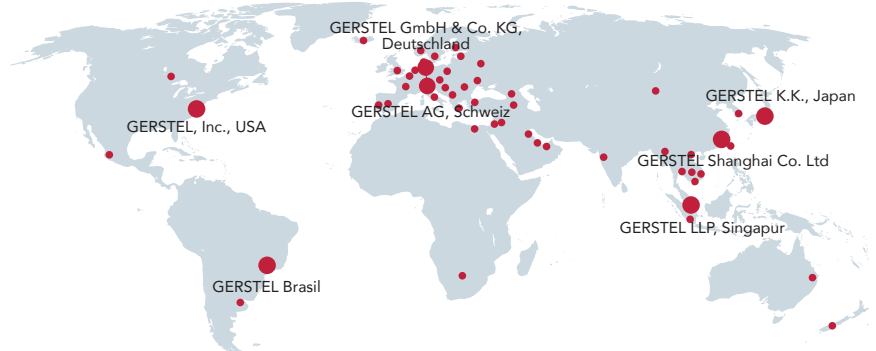 GERSTEL GmbH & Co. KG,
Deutschland
GERSTEL K.K., Japan
GERSTEL AG, Schweiz
GERSTEL, Inc., USA
GERSTEL Shanghai Co. Ltd
GERSTEL LLP, Singapur
GERSTEL Brasil